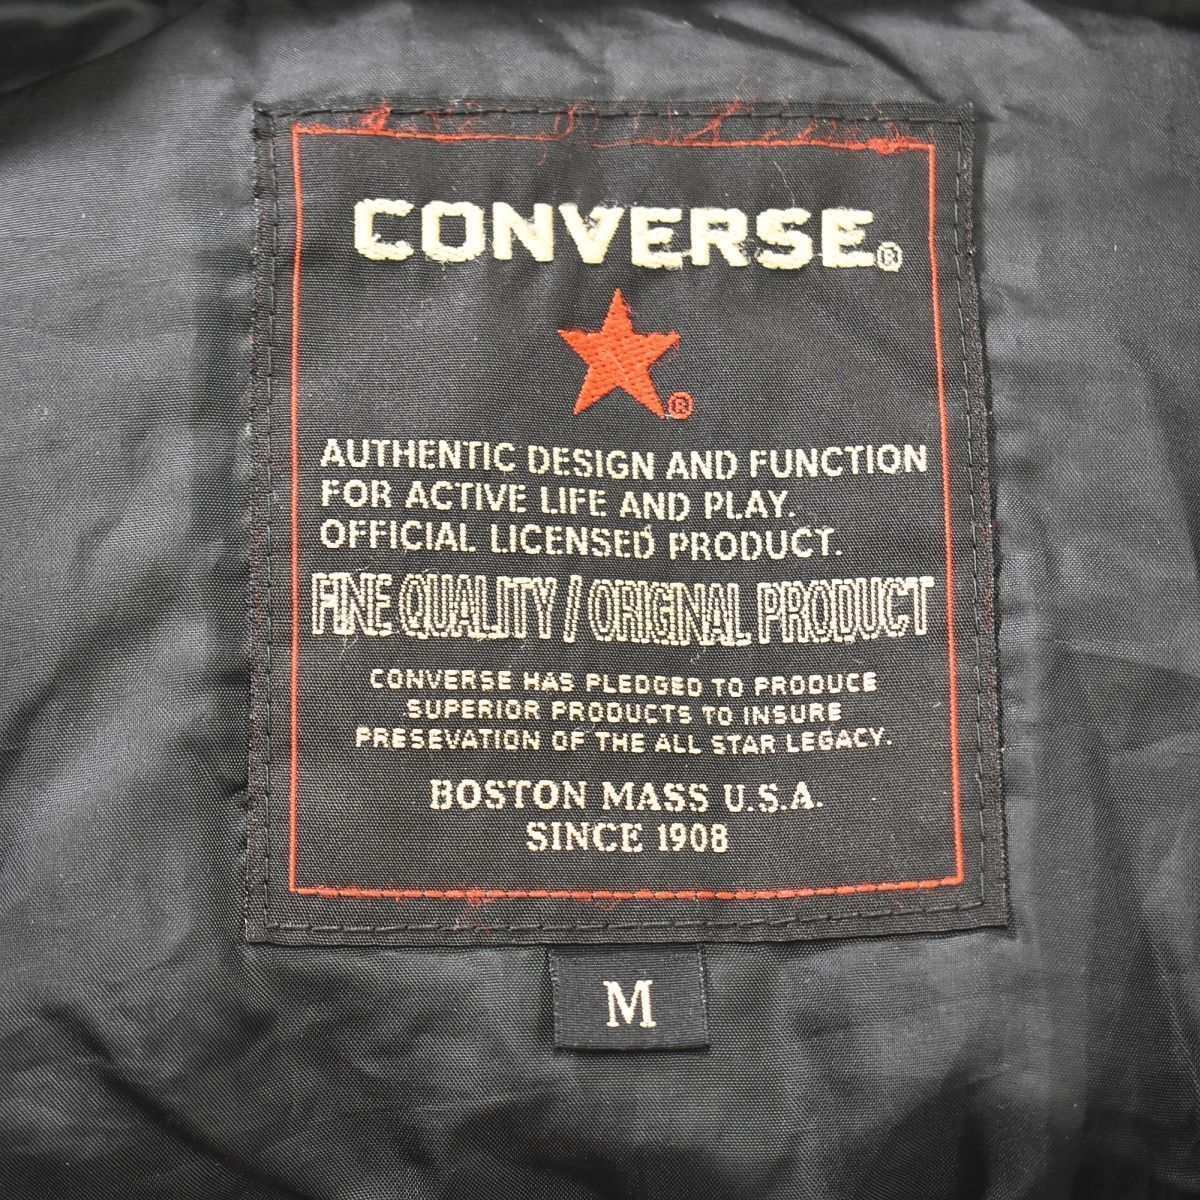 CONVERSE®
®
AUTHENTIC DESIGN AND FUNCTION
FOR ACTIVE LIFE AND PLAY.
OFFICIAL LICENSED PRODUCT.
FINE QUALITY / ORIGINAL PRODUCT
CONVERSE HAS PLEDGED TO PRODUCE
SUPERIOR PRODUCTS TO INSURE
PRESEVATION OF THE ALL STAR LEGACY.
BOSTON MASS U.S.A.
SINCE 1908
M